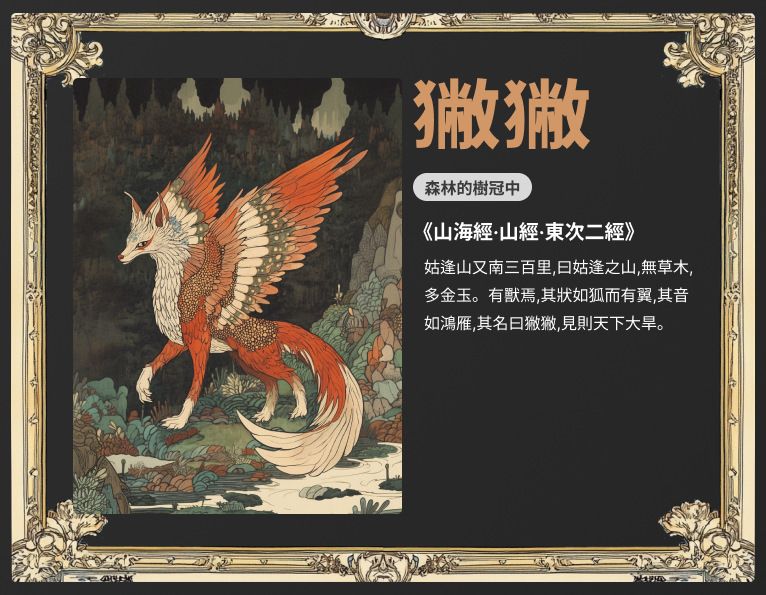 獙獙
森林的樹冠中
《山海經·山經·東次二經》
姑逢山又南三百里,曰姑逢之山,無草木,
多金玉。有獸焉,其狀如狐而有翼,其音
如鴻雁,其名曰獙獙,見則天下大旱。